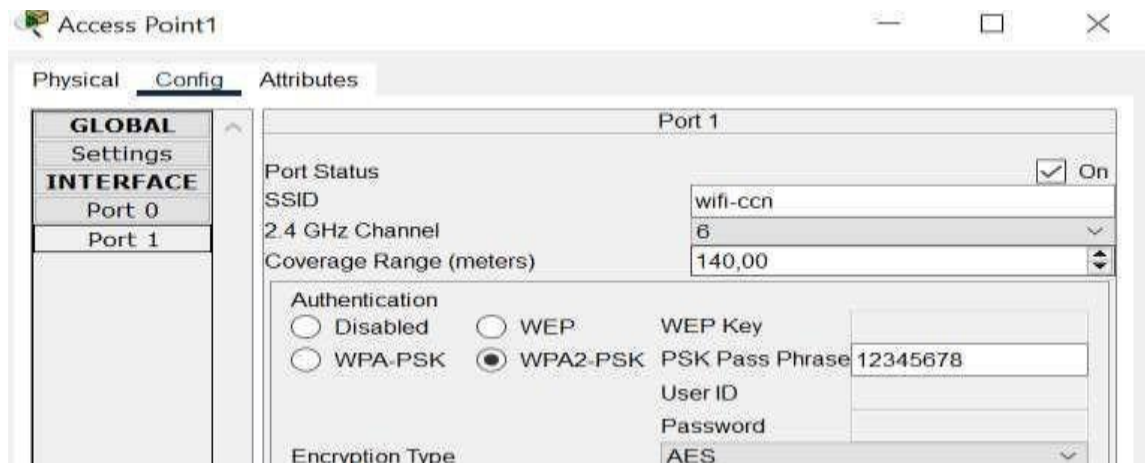 Access Point1
Physical Config Attributes
GLOBAL
Settings
INTERFACE
Port 0
Port 1
Port 1
Port Status On
SSID wifi-ccn
2.4 GHz Channel 6
Coverage Range (meters) 140,00
Authentication
Disabled WEP WEP Key
WPA-PSK WPA2-PSK PSK Pass Phrase 12345678
User ID
Password
Encryption Type AES